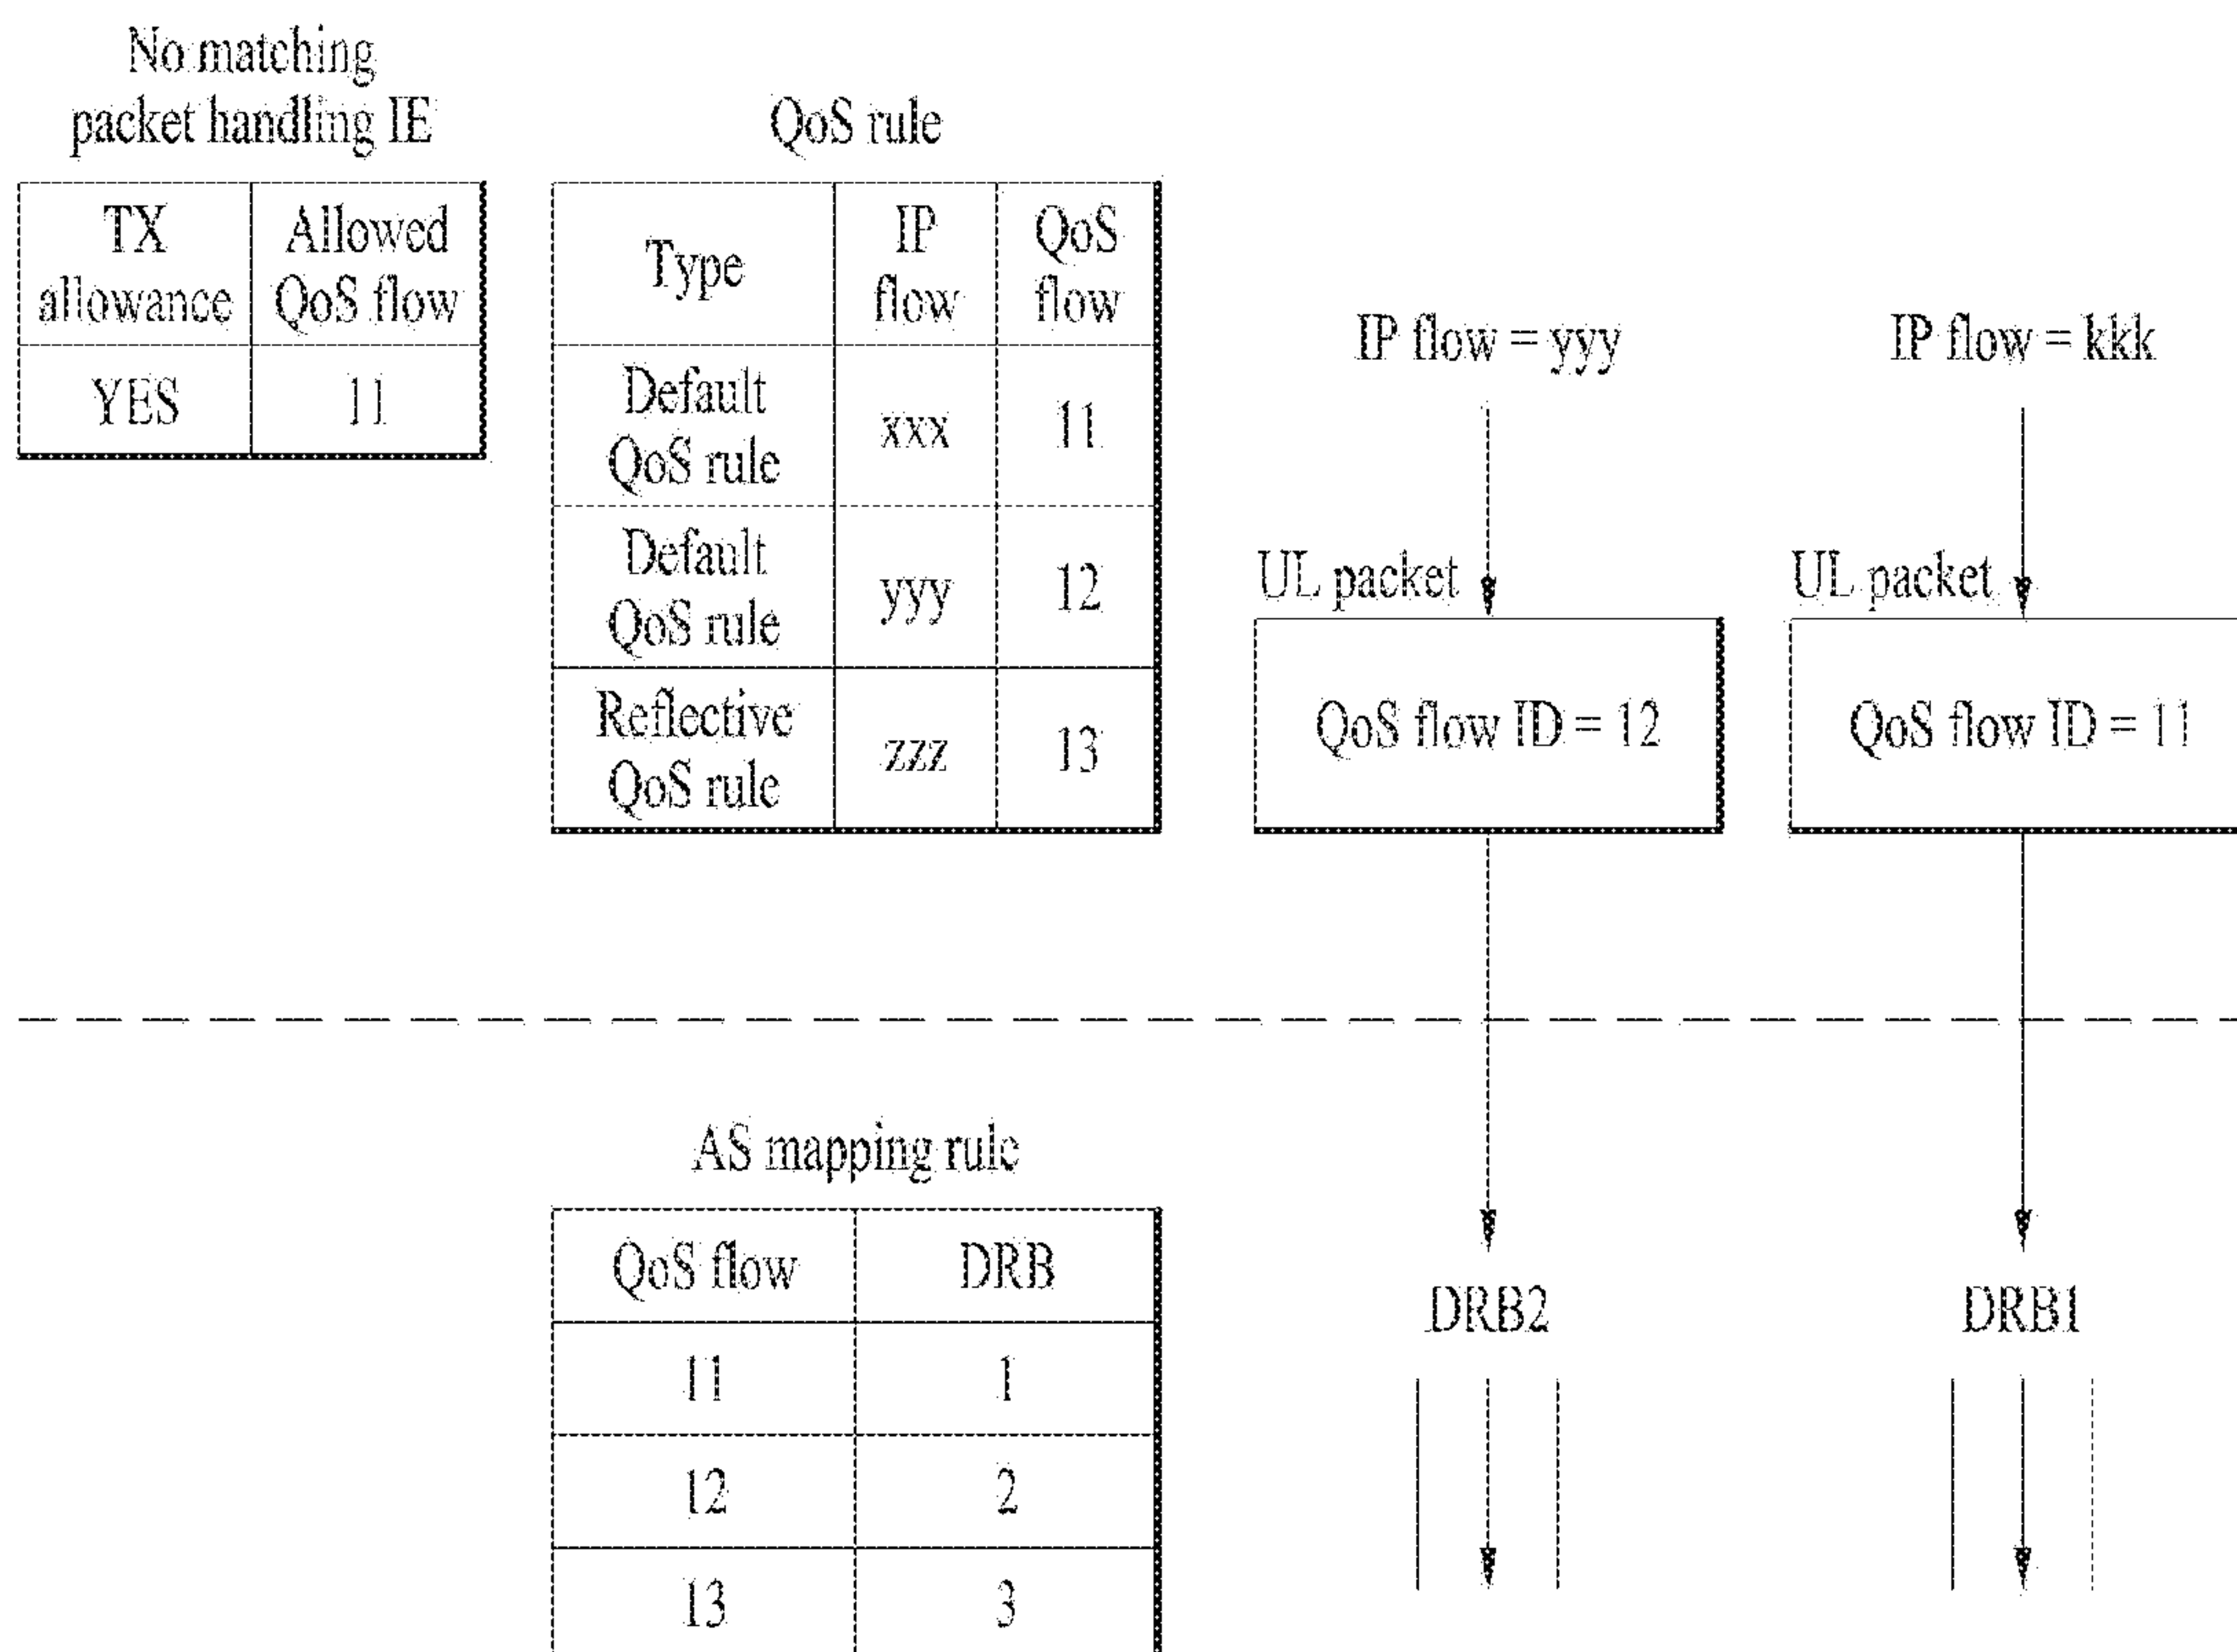 No matching
packet handling IE
TX
allowance
Allowed
QoS flow
YES
11
QoS rule
Type
IP
flow
QoS
flow
Default
QoS rule
xxx
11
Default
QoS rule
yyy
12
Reflective
QoS rule
zzz
13
IP flow = yyy
UL packet
QoS flow ID = 12
IP flow = kkk
UL packet
QoS flow ID = 11
AS mapping rule
QoS flow
DRB
11
1
12
2
13
3
DRB2
DRB1